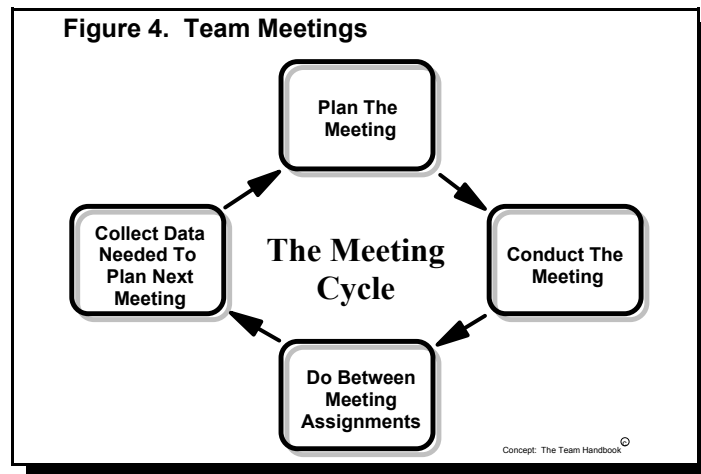 Figure 4. Team Meetings
Plan The
Meeting
Collect Data
Needed To
Plan Next
Meeting
The Meeting
Cycle
Conduct The
Meeting
Do Between
Meeting
Assignments
Concept: The Team Handbook©